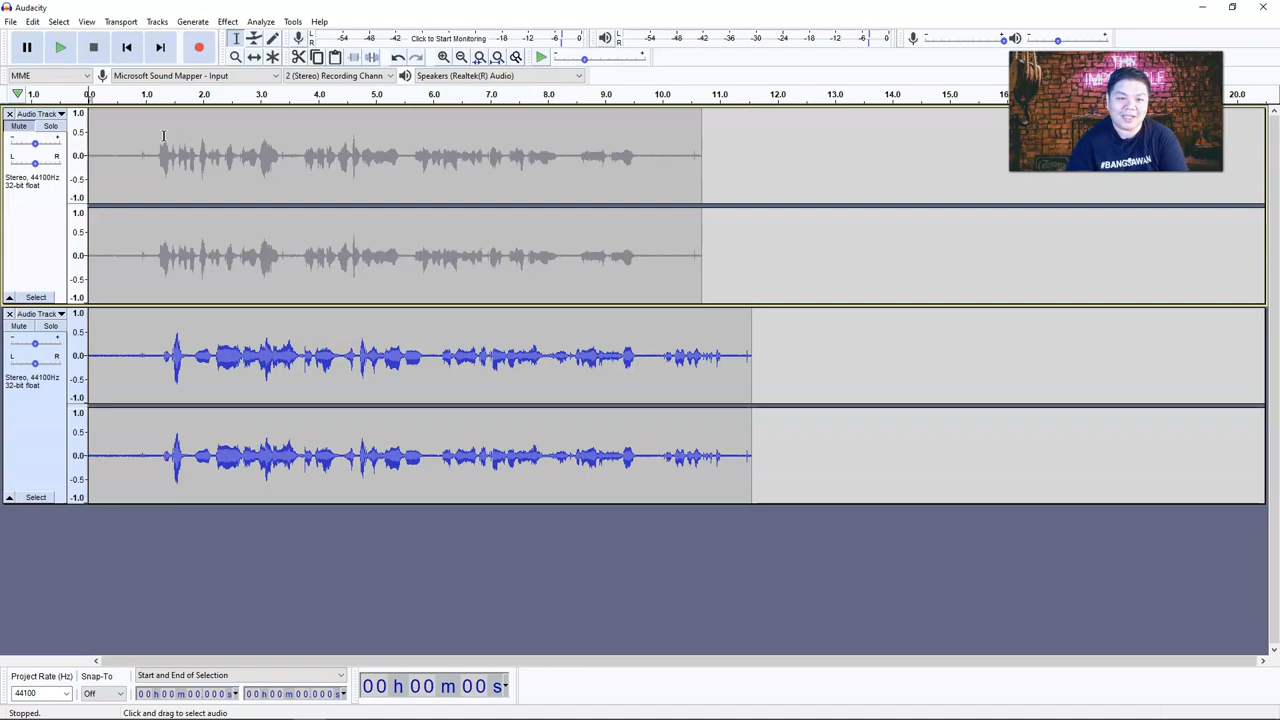 Audacity
File Edit Select View Transport Tracks Generate Effect Analyze Tools Help
L
R
-54 -48 -42 Click to Start Monitoring -18 -12 -6 0
L
R
-54 -48 -42 -36 -30 -24 -18 -12 -6 0
- +
- +
- +
MME
Microsoft Sound Mapper - Input
2 (Stereo) Recording Chann
Speakers (Realtek(R) Audio)
1.0 0.0 1.0 2.0 3.0 4.0 5.0 6.0 7.0 8.0 9.0 10.0 11.0 12.0 13.0 14.0 15.0 16 20.0
THE
#BANGSAWAN
Audio Track
Mute Solo
- +
L R
Stereo, 44100Hz
32-bit float
Select
1.0
0.5
0.0
-0.5
-1.0
1.0
0.5
0.0
-0.5
-1.0
Audio Track
Mute Solo
- +
L R
Stereo, 44100Hz
32-bit float
Select
1.0
0.5
0.0
-0.5
-1.0
1.0
0.5
0.0
-0.5
-1.0
Project Rate (Hz) Snap-To Start and End of Selection
44100 Off 00 h 00 m 00.000 s 00 h 00 m 00.000 s
00 h 00 m 00 s
Stopped. Click and drag to select audio